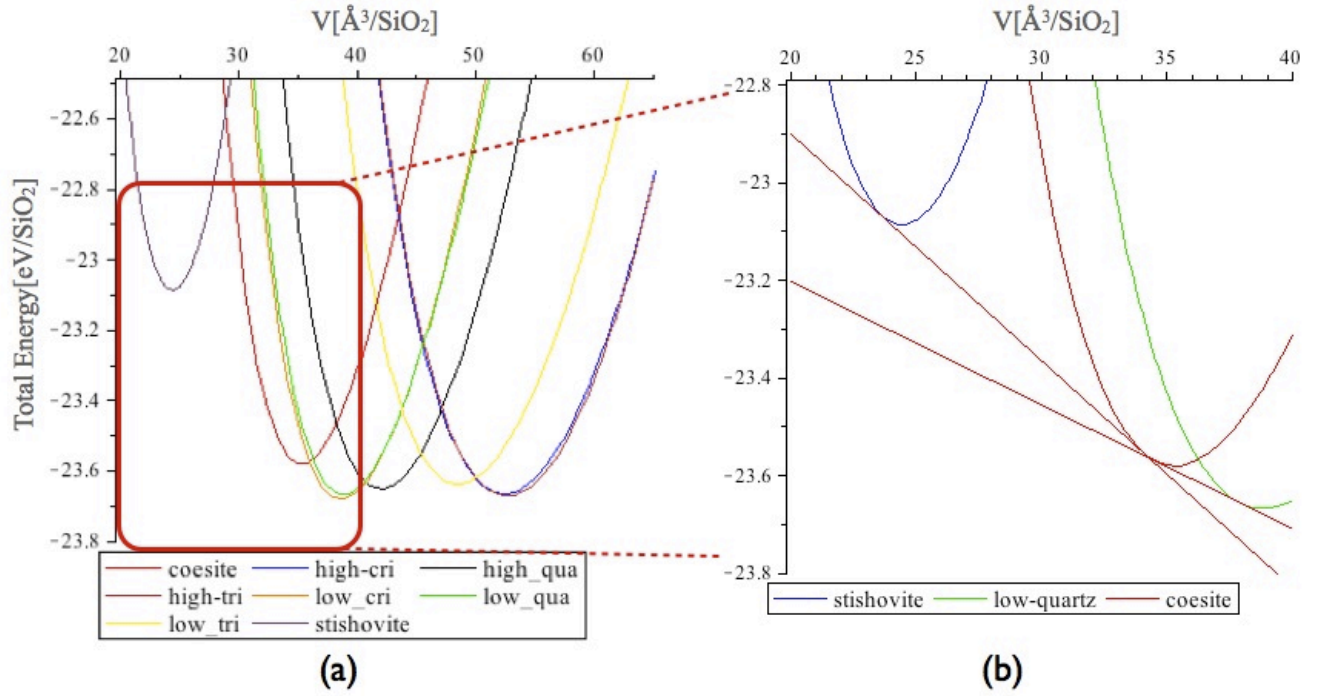 V[Å³/SiO₂]
20 30 40 50 60
Total Energy[eV/SiO₂]
-22.6
-22.8
-23
-23.2
-23.4
-23.6
-23.8
coesite high-cri high_qua
high-tri low_cri low_qua
low_tri stishovite
(a)
V[Å³/SiO₂]
20 25 30 35 40
-22.8
-23
-23.2
-23.4
-23.6
-23.8
stishovite low-quartz coesite
(b)